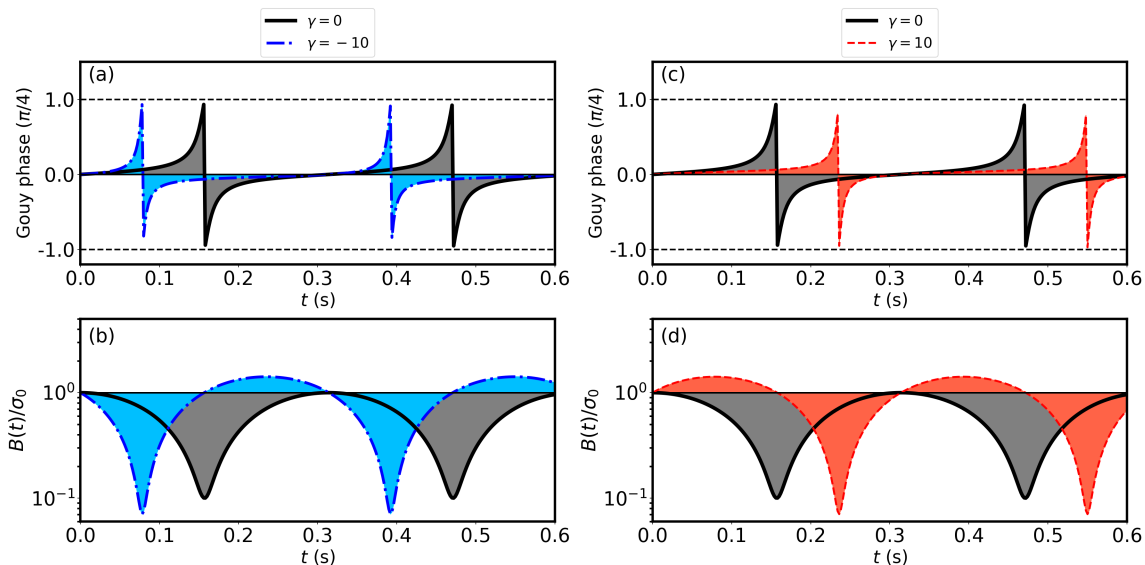 γ = 0
γ = − 10
γ = 0
γ = 10
(a)
Gouy phase (π/4)
1.0
0.0
-1.0
0.0 0.1 0.2 0.3 0.4 0.5 0.6
t (s)
(c)
Gouy phase (π/4)
1.0
0.0
-1.0
0.0 0.1 0.2 0.3 0.4 0.5 0.6
t (s)
(b)
B(t)/σ₀
10⁰
10⁻¹
0.0 0.1 0.2 0.3 0.4 0.5 0.6
t (s)
(d)
B(t)/σ₀
10⁰
10⁻¹
0.0 0.1 0.2 0.3 0.4 0.5 0.6
t (s)